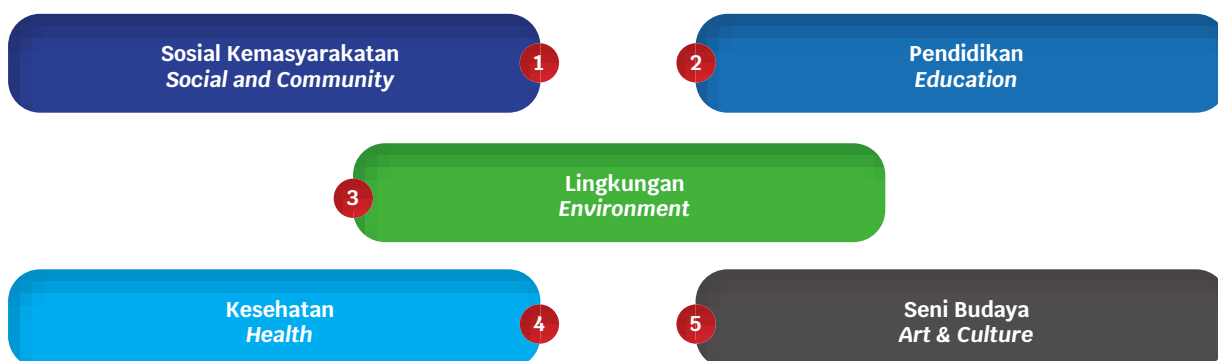 Sosial Kemasyarakatan
Social and Community
1
2
Pendidikan
Education
3
Lingkungan
Environment
Kesehatan
Health
4
5
Seni Budaya
Art & Culture